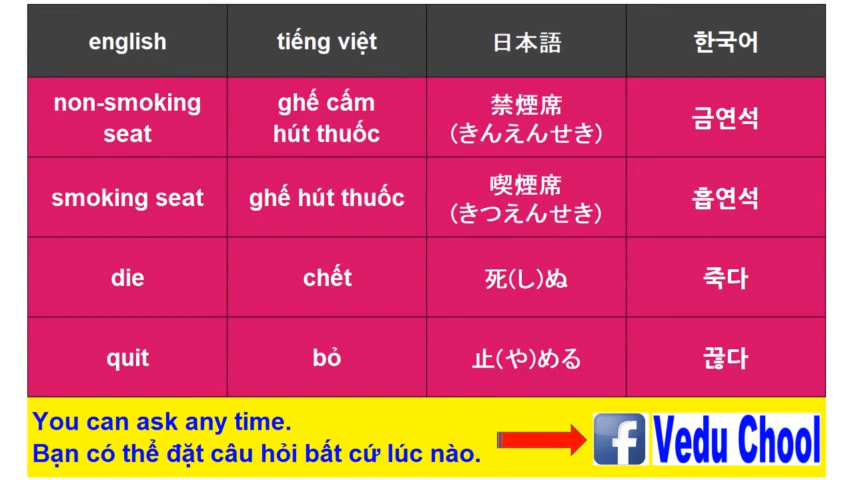 english tiếng việt 日本語 한국어
non-smoking
seat
ghế cấm
hút thuốc
禁煙席
(きんえんせき)
금연석
smoking seat
ghế hút thuốc
喫煙席
(きつえんせき)
흡연석
die chết 死(し)ぬ 죽다
quit bỏ 止(や)める 끊다
You can ask any time.
Bạn có thể đặt câu hỏi bất cứ lúc nào.
f Vedu Chool